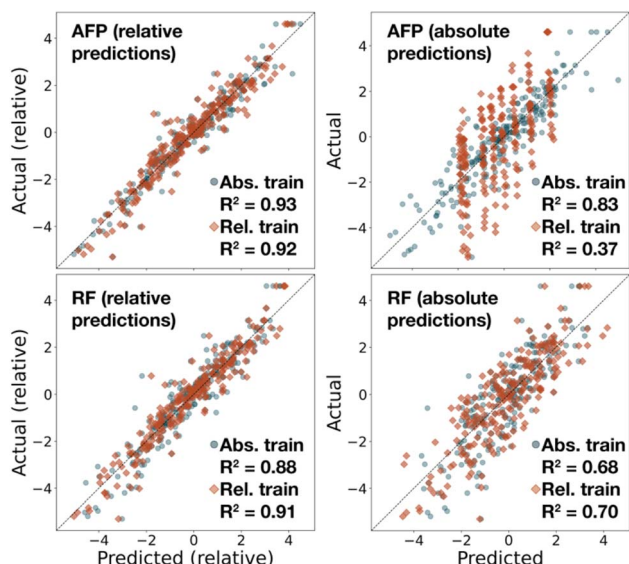 AFP (relative
predictions)
Actual (relative)
4
2
0
−2
−4
Abs. train
R² = 0.93
Rel. train
R² = 0.92
AFP (absolute
predictions)
Actual
4
2
0
−2
−4
Abs. train
R² = 0.83
Rel. train
R² = 0.37
RF (relative
predictions)
Actual (relative)
4
2
0
−2
−4
Abs. train
R² = 0.88
Rel. train
R² = 0.91
−4 −2 0 2 4
Predicted (relative)
RF (absolute
predictions)
Actual
4
2
0
−2
−4
Abs. train
R² = 0.68
Rel. train
R² = 0.70
−4 −2 0 2 4
Predicted